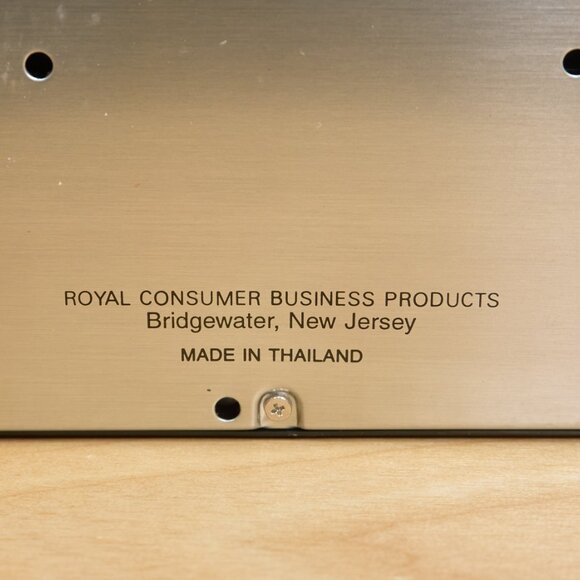 ROYAL CONSUMER BUSINESS PRODUCTS
Bridgewater, New Jersey
MADE IN THAILAND